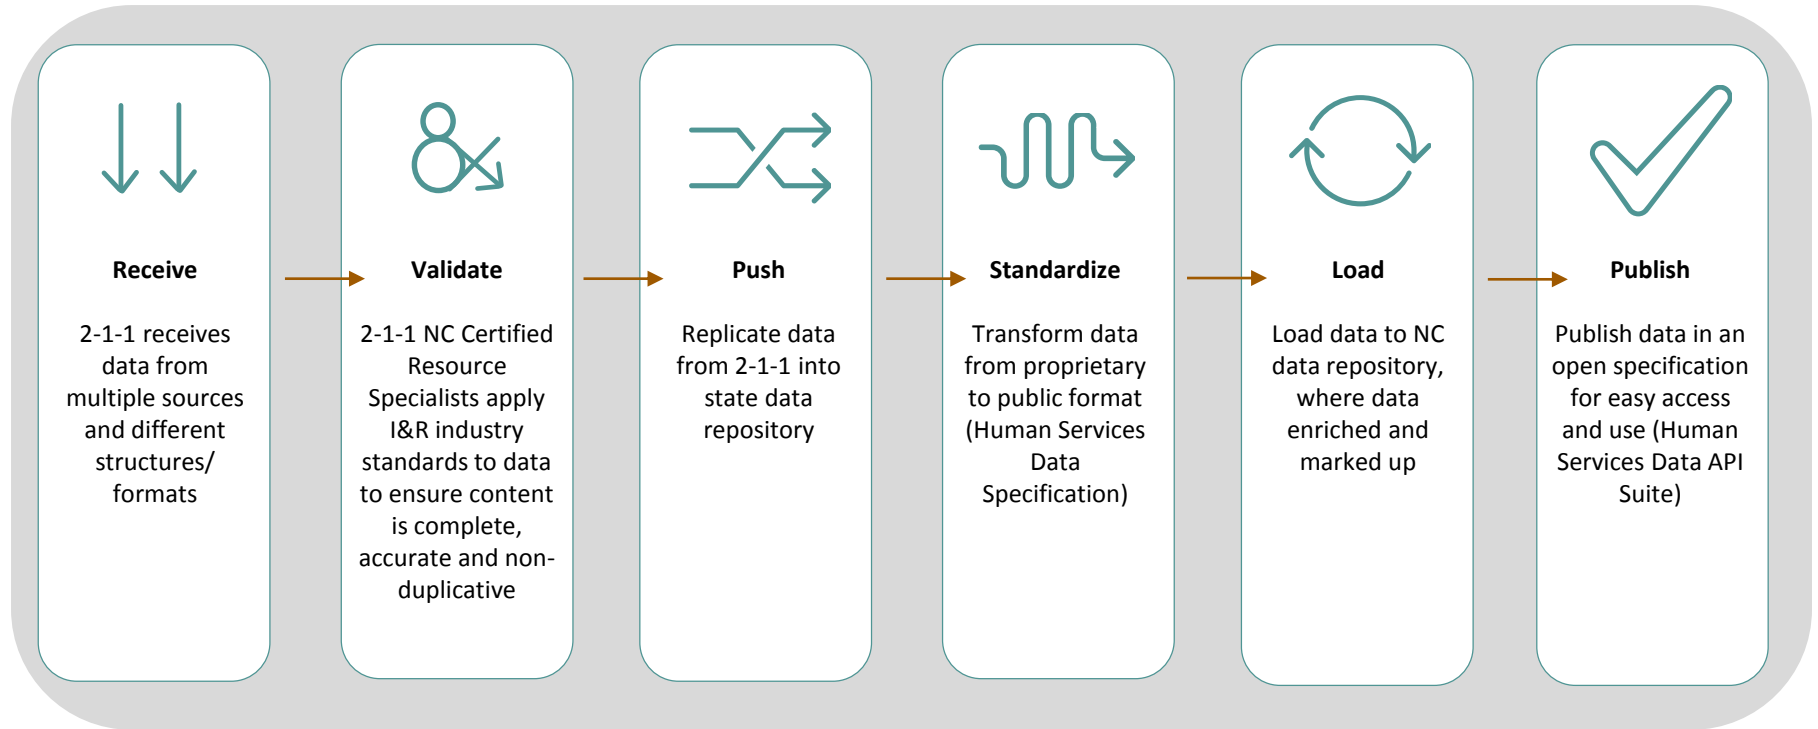 Receive
2-1-1 receives
data from
multiple sources
and different
structures/
formats
Validate
2-1-1 NC Certified
Resource
Specialists apply
I&R industry
standards to data
to ensure content
is complete,
accurate and non-
duplicative
Push
Replicate data
from 2-1-1 into
state data
repository
Standardize
Transform data
from proprietary
to public format
(Human Services
Data
Specification)
Load
Load data to NC
data repository,
where data
enriched and
marked up
Publish
Publish data in an
open specification
for easy access
and use (Human
Services Data API
Suite)